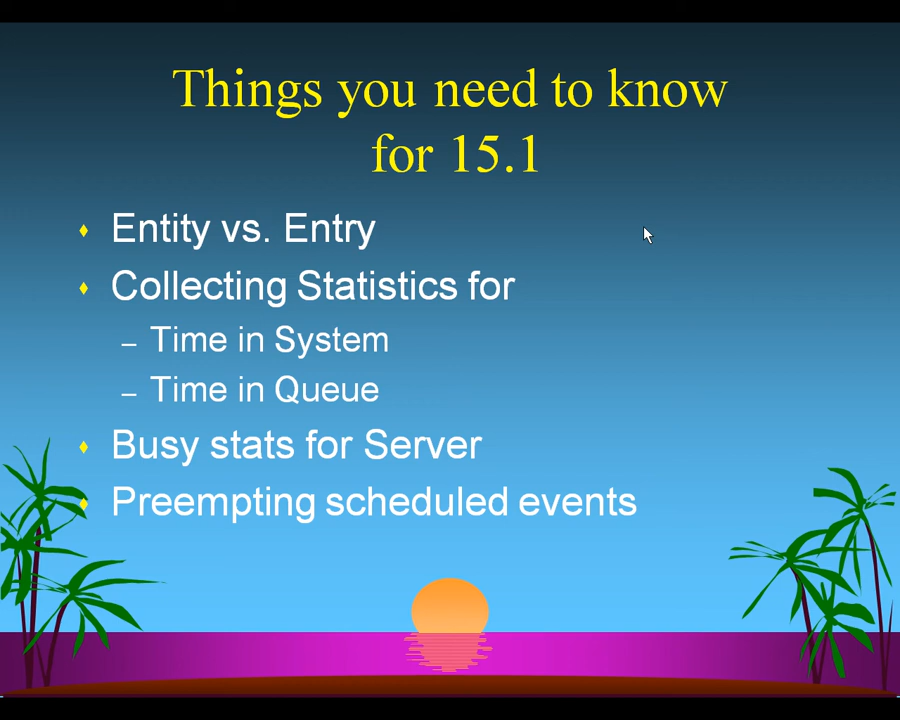 Things you need to know
for 15.1
Entity vs. Entry
Collecting Statistics for
– Time in System
– Time in Queue
Busy stats for Server
Preempting scheduled events